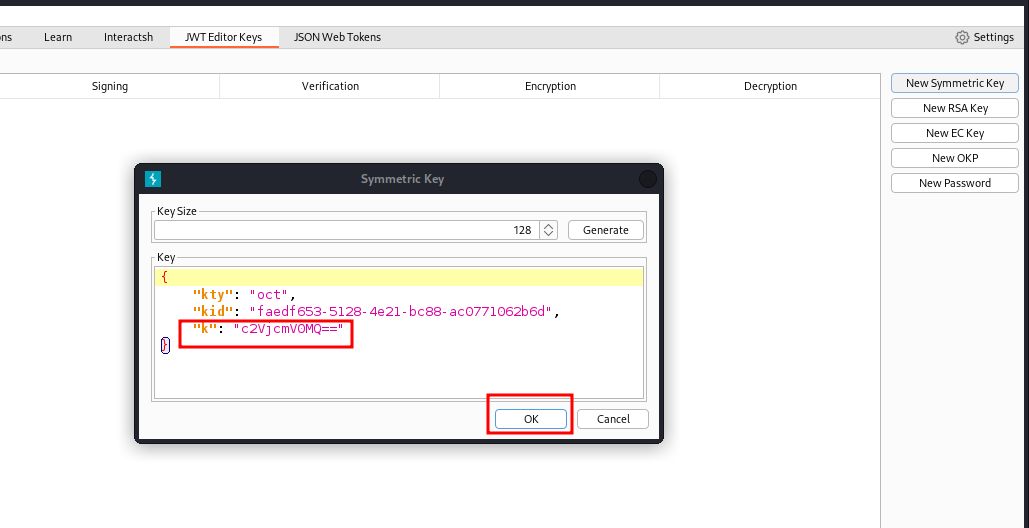 ons Learn Interactsh JWT Editor Keys JSON Web Tokens Settings
Signing Verification Encryption Decryption
New Symmetric Key
New RSA Key
New EC Key
New OKP
New Password
Symmetric Key
Key Size
128 Generate
Key
{
"kty": "oct",
"kid": "faedf653-5128-4e21-bc88-ac0771062b6d",
"k": "c2VjcmV0MQ=="
}
OK Cancel